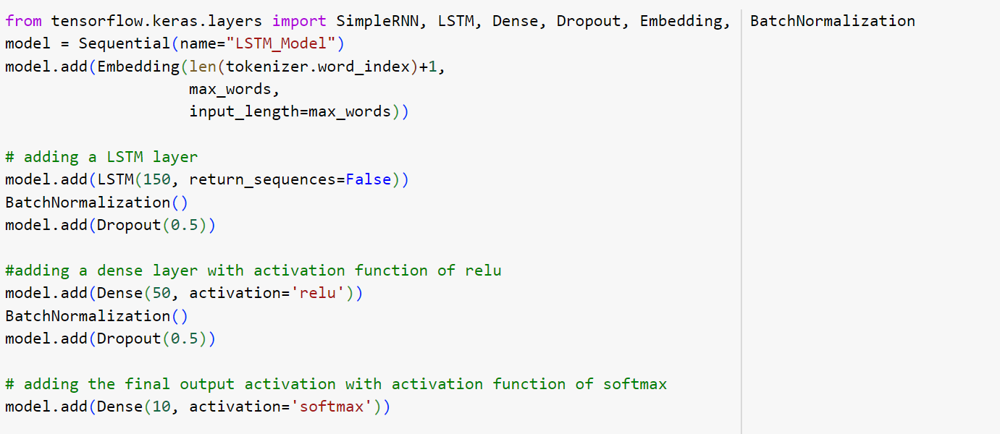 from tensorflow.keras.layers import SimpleRNN, LSTM, Dense, Dropout, Embedding, BatchNormalization
model = Sequential(name="LSTM_Model")
model.add(Embedding(len(tokenizer.word_index)+1,
                    max_words,
                    input_length=max_words))

# adding a LSTM layer
model.add(LSTM(150, return_sequences=False))
BatchNormalization()
model.add(Dropout(0.5))

#adding a dense layer with activation function of relu
model.add(Dense(50, activation='relu'))
BatchNormalization()
model.add(Dropout(0.5))

# adding the final output activation with activation function of softmax
model.add(Dense(10, activation='softmax'))